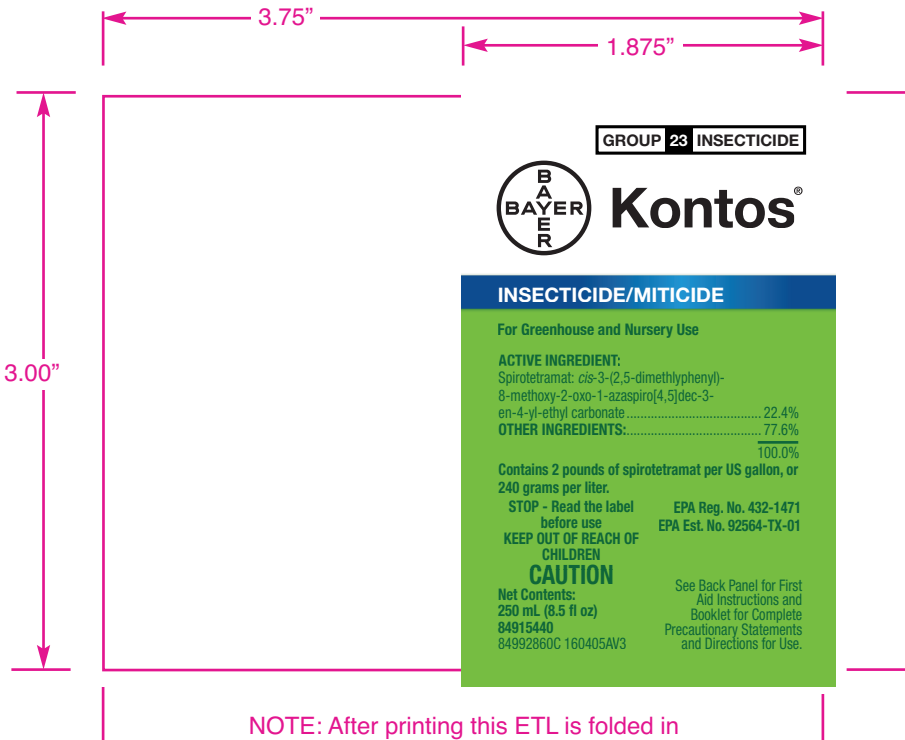 3.75”
1.875”
GROUP 23 INSECTICIDE
BAYER
BAYER
Kontos®
INSECTICIDE/MITICIDE
For Greenhouse and Nursery Use
ACTIVE INGREDIENT:
Spirotetramat: cis-3-(2,5-dimethlyphenyl)-
8-methoxy-2-oxo-1-azaspiro[4,5]dec-3-
en-4-yl-ethyl carbonate....................................... 22.4%
OTHER INGREDIENTS:....................................... 77.6%
100.0%
Contains 2 pounds of spirotetramat per US gallon, or
240 grams per liter.
STOP - Read the label
before use
KEEP OUT OF REACH OF
CHILDREN
CAUTION
EPA Reg. No. 432-1471
EPA Est. No. 92564-TX-01
Net Contents:
250 mL (8.5 fl oz)
84915440
84992860C 160405AV3
See Back Panel for First
Aid Instructions and
Booklet for Complete
Precautionary Statements
and Directions for Use.
3.00”
NOTE: After printing this ETL is folded in